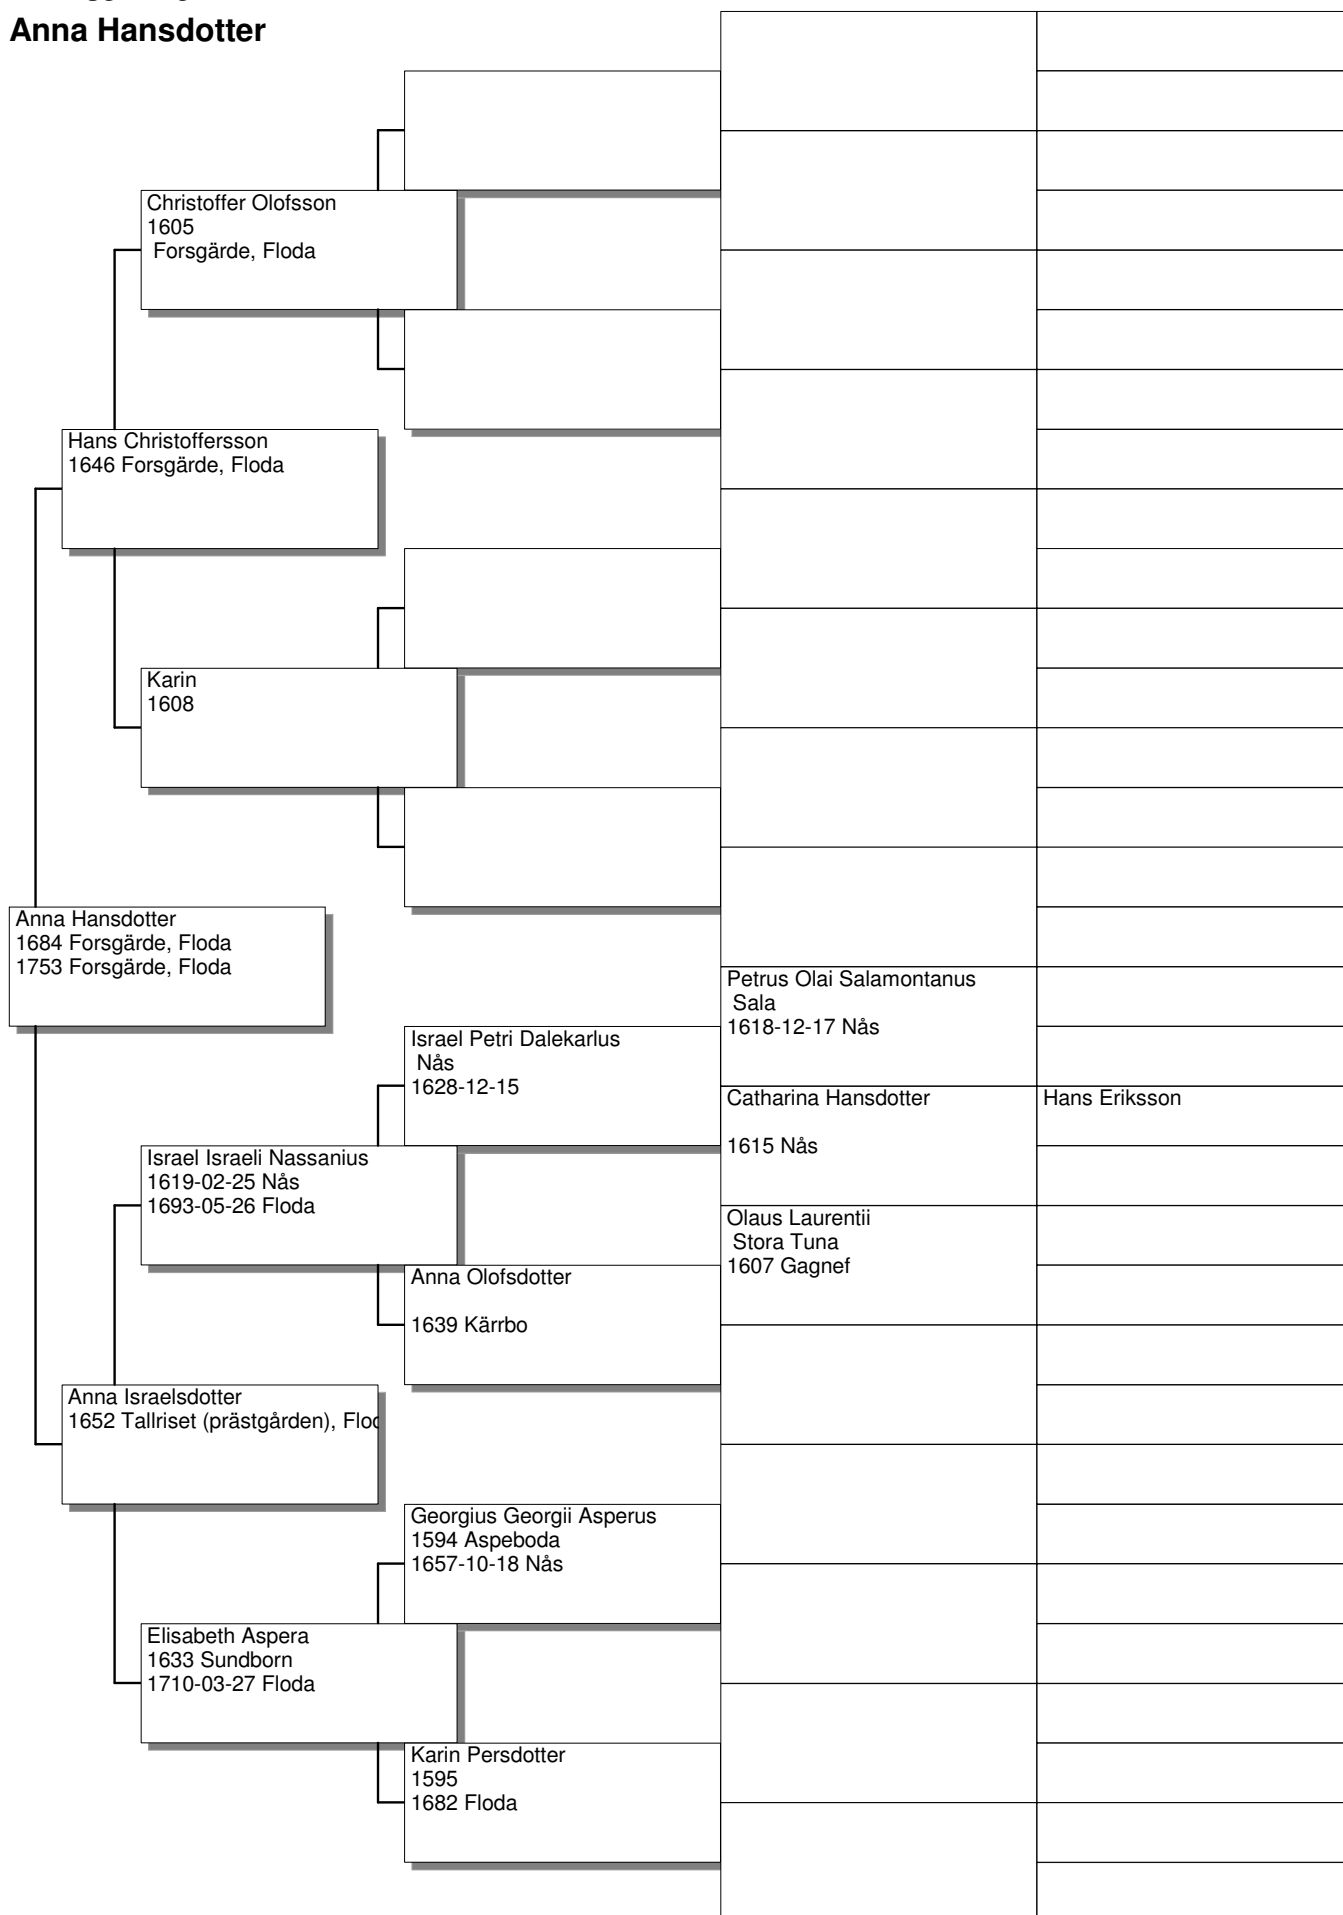 Anna Hansdotter
Christoffer Olofsson
1605
Forsgärde, Floda
Hans Christoffersson
1646 Forsgärde, Floda
Karin
1608
Anna Hansdotter
1684 Forsgärde, Floda
1753 Forsgärde, Floda
Petrus Olai Salamontanus
Sala
1618-12-17 Nås
Israel Petri Dalekarlus
Nås
1628-12-15
Catharina Hansdotter
1615 Nås
Hans Eriksson
Israel Israeli Nassanius
1619-02-25 Nås
1693-05-26 Floda
Olaus Laurentii
Stora Tuna
1607 Gagnef
Anna Olofsdotter
1639 Kärrbo
Anna Israelsdotter
1652 Tallriset (prästgården),
Georgius Georgii Asperus
1594 Aspeboda
1657-10-18 Nås
Elisabeth Aspera
1633 Sundborn
1710-03-27 Floda
Karin Persdotter
1595
1682 Floda